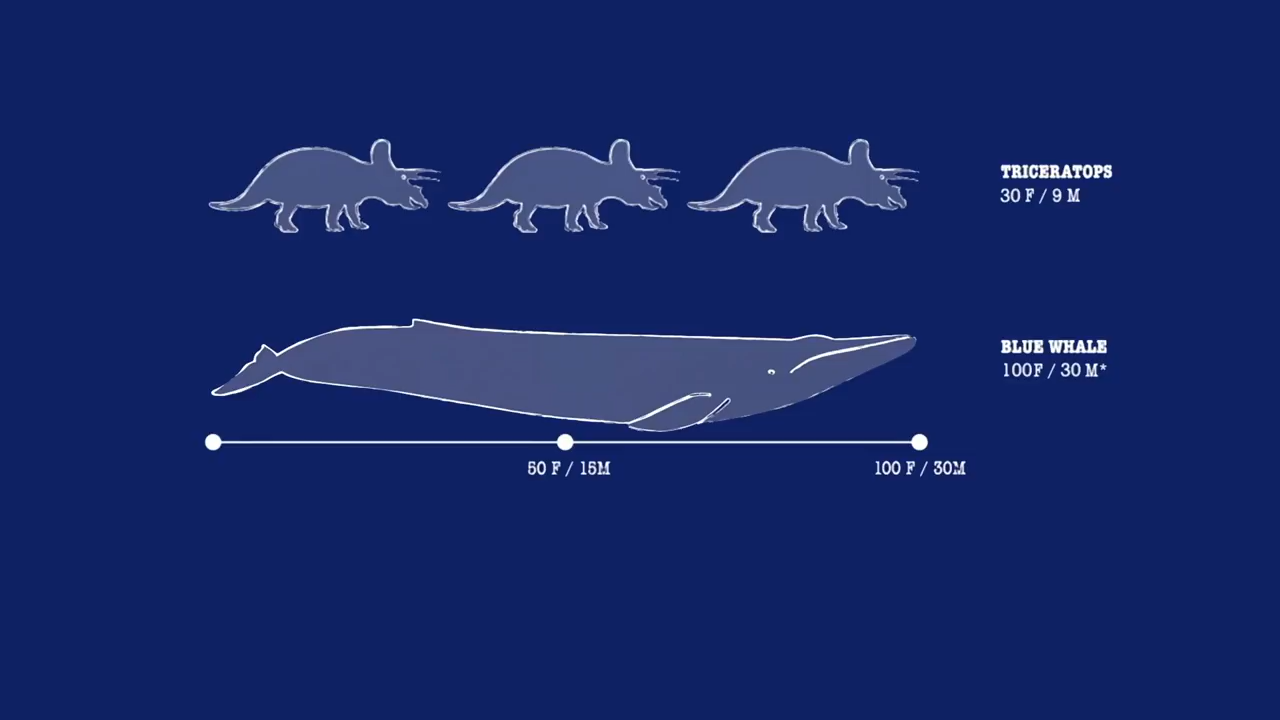 TRICERATOPS
30 F / 9 M
BLUE WHALE
100F / 30 M*
50 F / 15M
100 F / 30M